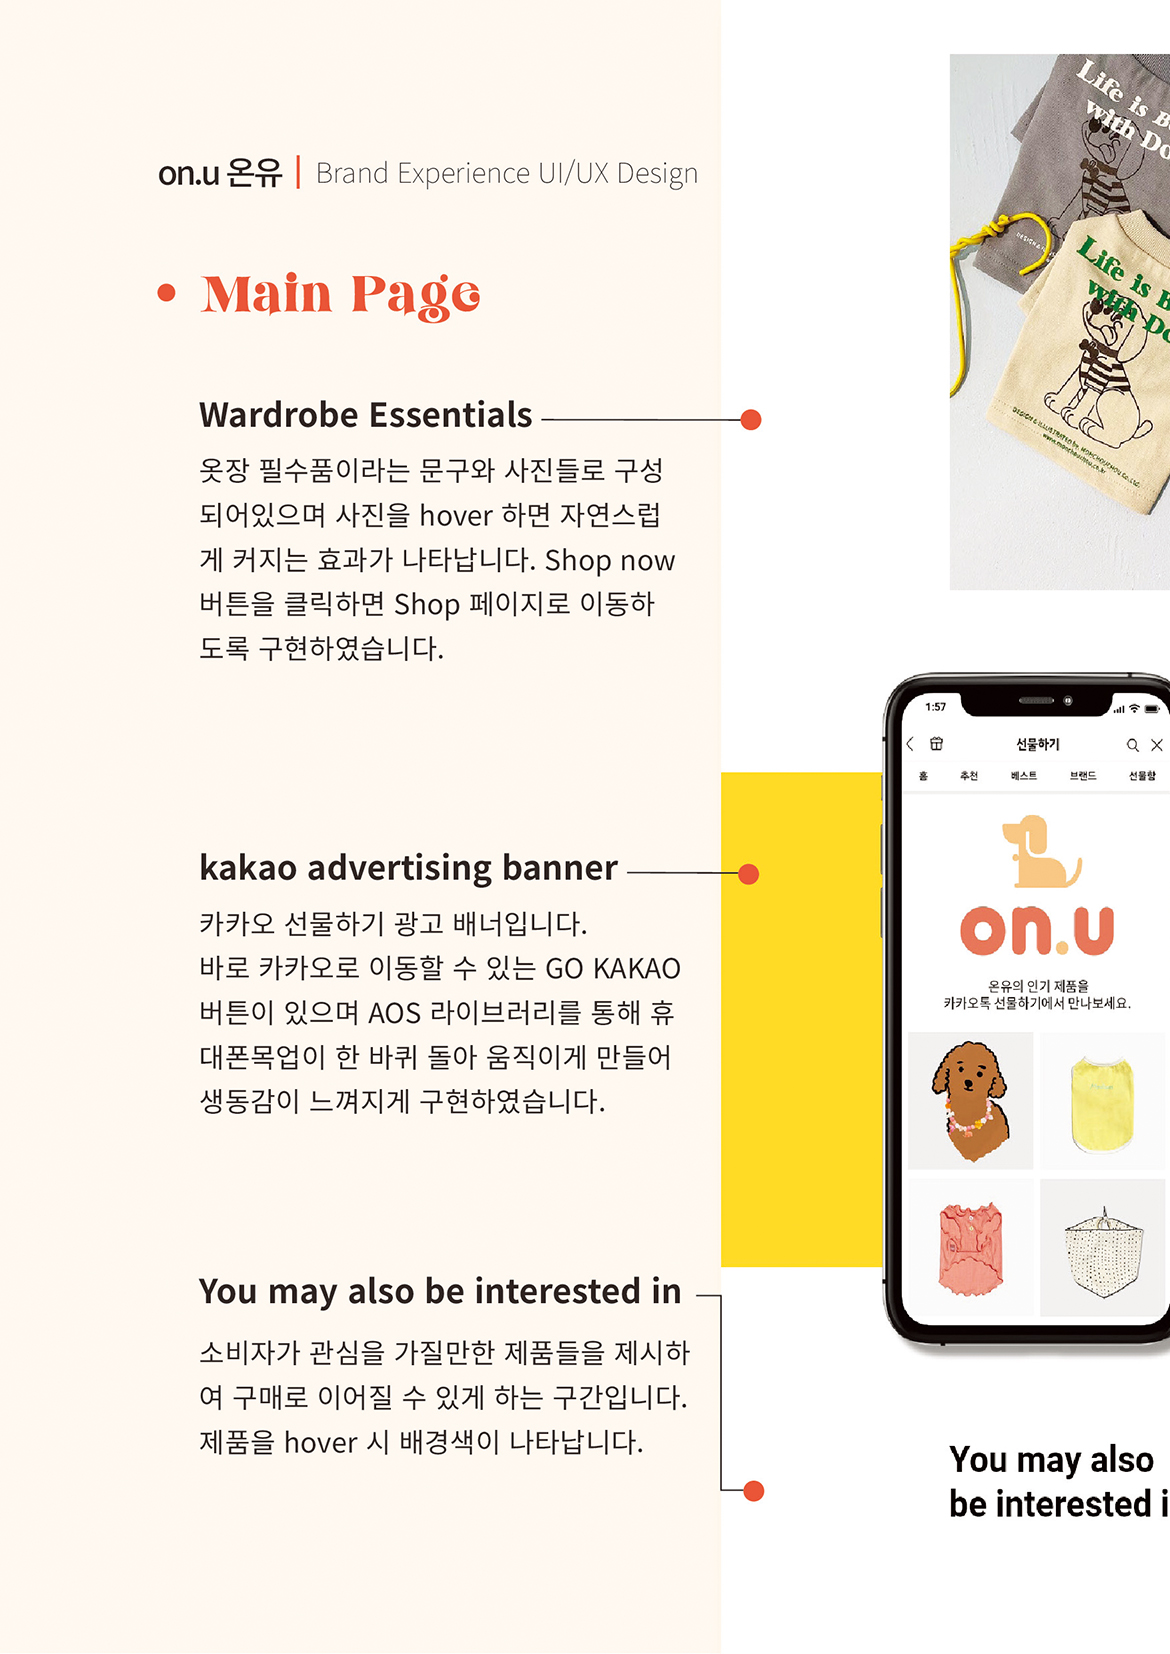 on.u 온유 | Brand Experience UI/UX Design
Main Page
Wardrobe Essentials
옷장 필수품이라는 문구와 사진들로 구성
되어있으며 사진을 hover 하면 자연스럽
게 커지는 효과가 나타납니다. Shop now
버튼을 클릭하면 Shop 페이지로 이동하
도록 구현하였습니다.
kakao advertising banner
카카오 선물하기 광고 배너입니다.
바로 카카오로 이동할 수 있는 GO KAKAO
버튼이 있으며 AOS 라이브러리를 통해 휴
대폰목업이 한 바퀴 돌아 움직이게 만들어
생동감이 느껴지게 구현하였습니다.
You may also be interested in
소비자가 관심을 가질만한 제품들을 제시하
여 구매로 이어질 수 있게 하는 구간입니다.
제품을 hover 시 배경색이 나타납니다.
Life is B
with Do
Life is B
with Do
DESIGN & ILLUSTRATED by. MONCHOUCHOU Co.,Ltd.
www.monchouchou.co.kr
1:57
선물하기
홈 추천 베스트 브랜드 선물함
on.u
온유의 인기 제품을
카카오톡 선물하기에서 만나보세요.
You may also
be interested i